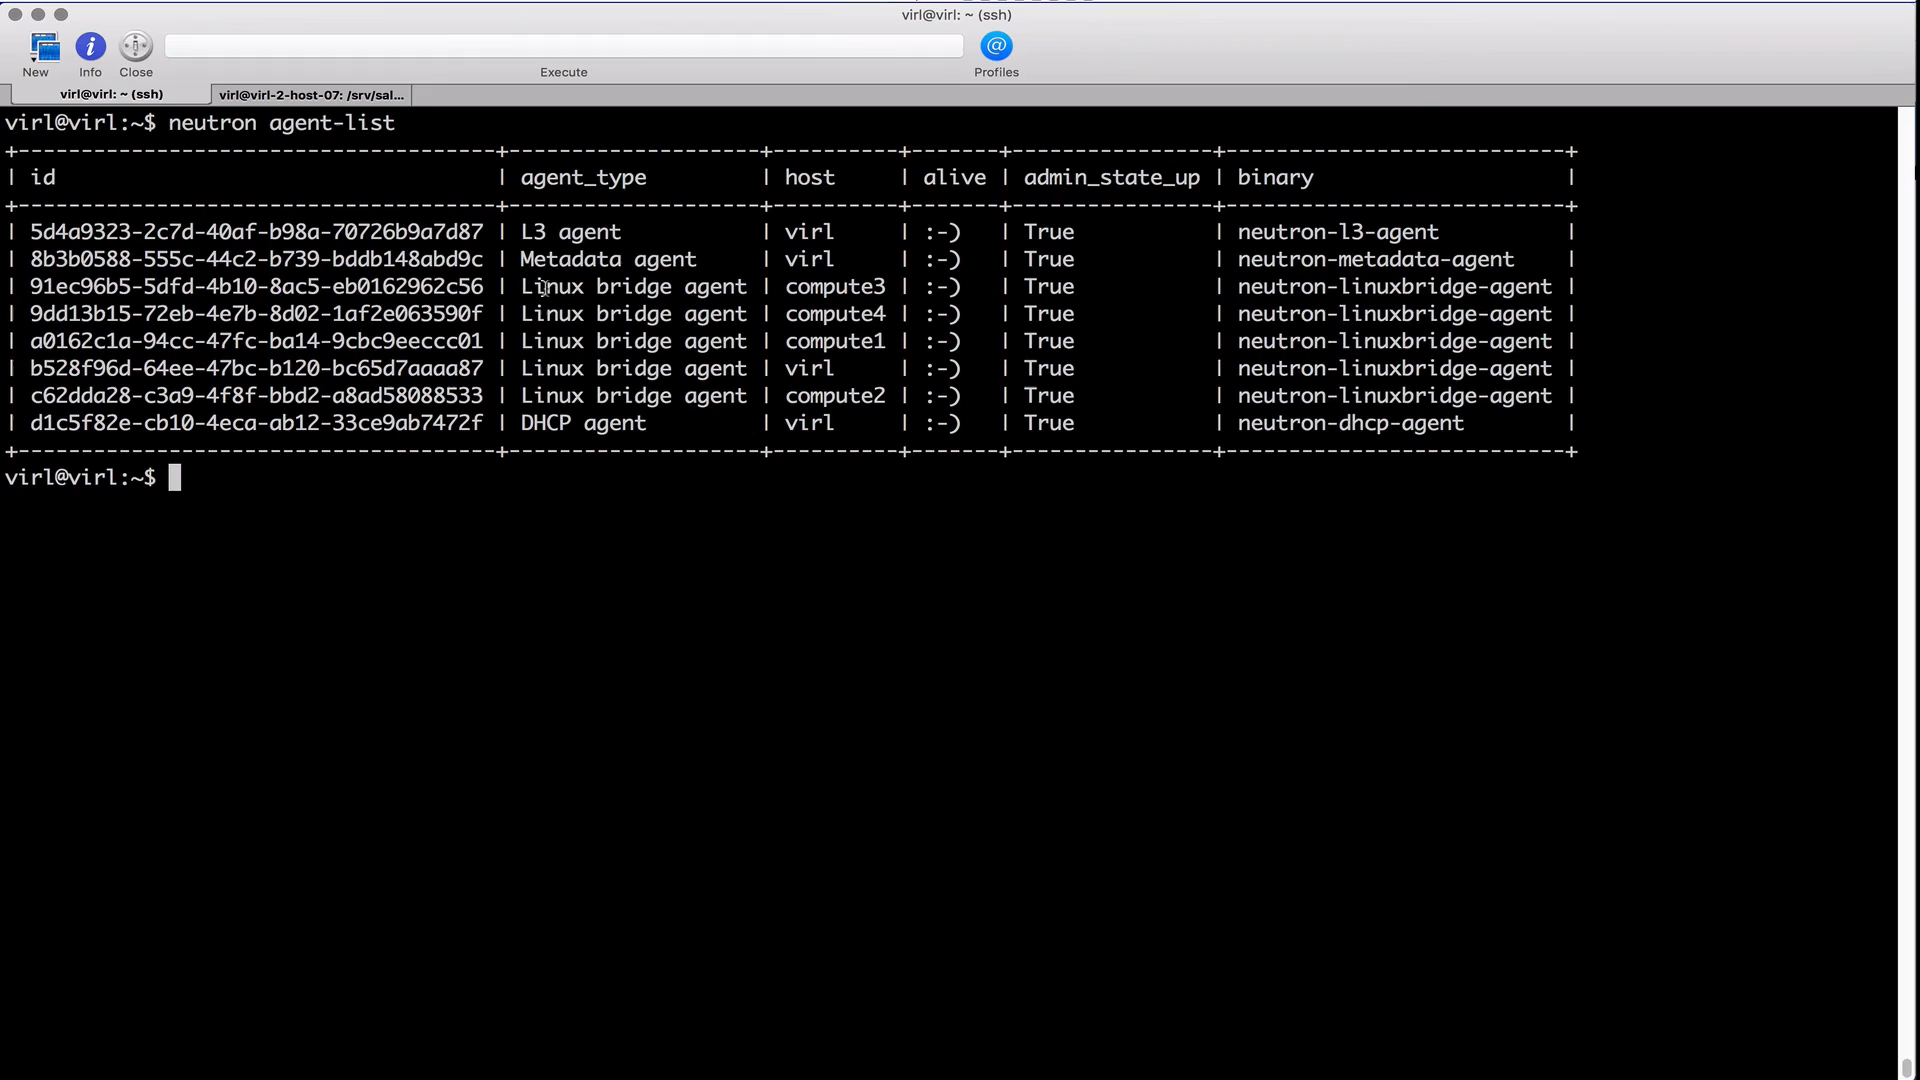 virl@virl: ~ (ssh)
New Info Close Execute Profiles
virl@virl: ~ (ssh) virl@virl-2-host-07: /srv/sal...
virl@virl:~$ neutron agent-list
+--------------------------------------+--------------------+----------+-------+----------------+---------------------------+
| id                                   | agent_type         | host     | alive | admin_state_up | binary                    |
+--------------------------------------+--------------------+----------+-------+----------------+---------------------------+
| 5d4a9323-2c7d-40af-b98a-70726b9a7d87 | L3 agent           | virl     | :-)   | True           | neutron-l3-agent          |
| 8b3b0588-555c-44c2-b739-bddb148abd9c | Metadata agent     | virl     | :-)   | True           | neutron-metadata-agent    |
| 91ec96b5-5dfd-4b10-8ac5-eb0162962c56 | Linux bridge agent | compute3 | :-)   | True           | neutron-linuxbridge-agent |
| 9dd13b15-72eb-4e7b-8d02-1af2e063590f | Linux bridge agent | compute4 | :-)   | True           | neutron-linuxbridge-agent |
| a0162c1a-94cc-47fc-ba14-9cbc9eeccc01 | Linux bridge agent | compute1 | :-)   | True           | neutron-linuxbridge-agent |
| b528f96d-64ee-47bc-b120-bc65d7aaaa87 | Linux bridge agent | virl     | :-)   | True           | neutron-linuxbridge-agent |
| c62dda28-c3a9-4f8f-bbd2-a8ad58088533 | Linux bridge agent | compute2 | :-)   | True           | neutron-linuxbridge-agent |
| d1c5f82e-cb10-4eca-ab12-33ce9ab7472f | DHCP agent         | virl     | :-)   | True           | neutron-dhcp-agent        |
+--------------------------------------+--------------------+----------+-------+----------------+---------------------------+
virl@virl:~$